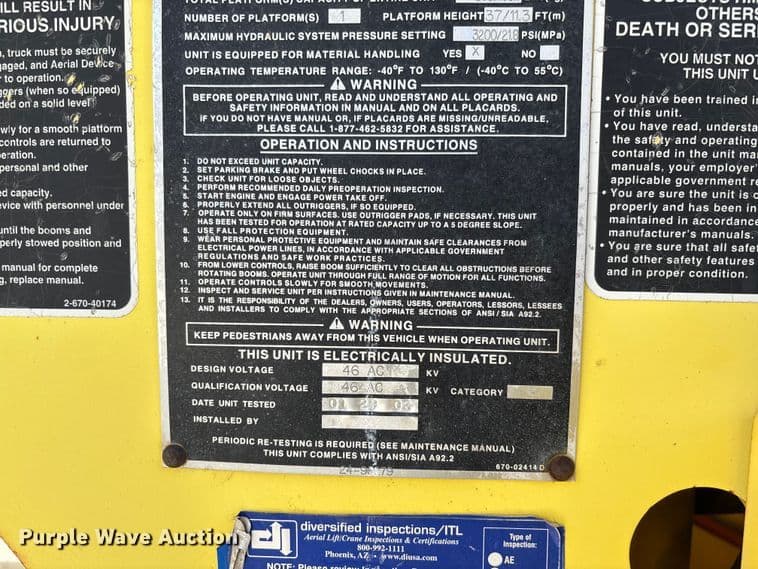 ILL RESULT IN
RIOUS INJURY
, truck must be securely
gaged, and Aerial Device
r to operation.
ggers (when so equipped)
ded on a solid level
wly for a smooth platform
controls are returned to
peration.
personal and other
ed capacity.
evice with personnel under
until the booms and
perly stowed position and
manual for complete
g, replace manual.
2-670-40174
NUMBER OF PLATFORM(S) 1 PLATFORM HEIGHT 37/11.3 FT(m)
MAXIMUM HYDRAULIC SYSTEM PRESSURE SETTING 3200/218 PSI(MPa)
UNIT IS EQUIPPED FOR MATERIAL HANDLING YES X NO
OPERATING TEMPERATURE RANGE: -40°F TO 130°F / (-40°C TO 55°C)
WARNING
BEFORE OPERATING UNIT, READ AND UNDERSTAND ALL OPERATING AND
SAFETY INFORMATION IN MANUAL AND ON ALL PLACARDS.
IF YOU DO NOT HAVE MANUAL OR, IF PLACARDS ARE MISSING/UNREADABLE,
PLEASE CALL 1-877-462-5832 FOR ASSISTANCE.
OPERATION AND INSTRUCTIONS
1. DO NOT EXCEED UNIT CAPACITY.
2. SET PARKING BRAKE AND PUT WHEEL CHOCKS IN PLACE.
3. CHECK UNIT FOR LOOSE OBJECTS.
4. PERFORM RECOMMENDED DAILY PREOPERATION INSPECTION.
5. START ENGINE AND ENGAGE POWER TAKE OFF.
6. PROPERLY EXTEND ALL OUTRIGGERS, IF SO EQUIPPED.
7. OPERATE ONLY ON FIRM SURFACES. USE OUTRIGGER PADS, IF NECESSARY. THIS UNIT
HAS BEEN TESTED FOR OPERATION AT RATED CAPACITY UP TO A 5 DEGREE SLOPE.
8. USE FALL PROTECTION EQUIPMENT.
9. WEAR PERSONAL PROTECTIVE EQUIPMENT AND MAINTAIN SAFE CLEARANCES FROM
ELECTRICAL POWER LINES, IN ACCORDANCE WITH APPLICABLE GOVERNMENT
REGULATIONS AND SAFE WORK PRACTICES.
10. FROM LOWER CONTROLS, RAISE BOOM SUFFICIENTLY TO CLEAR ALL OBSTRUCTIONS BEFORE
ROTATING BOOMS. OPERATE UNIT THROUGH FULL RANGE OF MOTION FOR ALL FUNCTIONS.
11. OPERATE CONTROLS SLOWLY FOR SMOOTH MOVEMENTS.
12. INSPECT AND SERVICE UNIT PER INSTRUCTIONS GIVEN IN MAINTENANCE MANUAL.
13. IT IS THE RESPONSIBILITY OF THE DEALERS, OWNERS, USERS, OPERATORS, LESSORS, LESSEES
AND INSTALLERS TO COMPLY WITH THE APPROPRIATE SECTIONS OF ANSI/SIA A92.2.
WARNING
KEEP PEDESTRIANS AWAY FROM THIS VEHICLE WHEN OPERATING UNIT.
THIS UNIT IS ELECTRICALLY INSULATED.
DESIGN VOLTAGE 46 AC KV
QUALIFICATION VOLTAGE 46 AC KV CATEGORY
DATE UNIT TESTED
INSTALLED BY
PERIODIC RE-TESTING IS REQUIRED (SEE MAINTENANCE MANUAL)
THIS UNIT COMPLIES WITH ANSI/SIA A92.2
670-02414 D
OTHERS
DEATH OR SERI
YOU MUST NOT
THIS UNIT U
• You have been trained i
of this unit.
• You have read, understa
the safety and operating
contained in the unit ma
manuals, your employer'
applicable government re
• You are sure the unit is o
properly and has been in
maintained in accordance
manufacturer's manuals.
• You are sure that all safet
and other safety features
and in proper condition.
Purple Wave Auction
diversified inspections/ITL
Aerial Lift/Crane Inspections & Certifications
800-992-1111
Phoenix, AZ • www.diusa.com
Type of
Inspection:
AE
NOTE: Please review